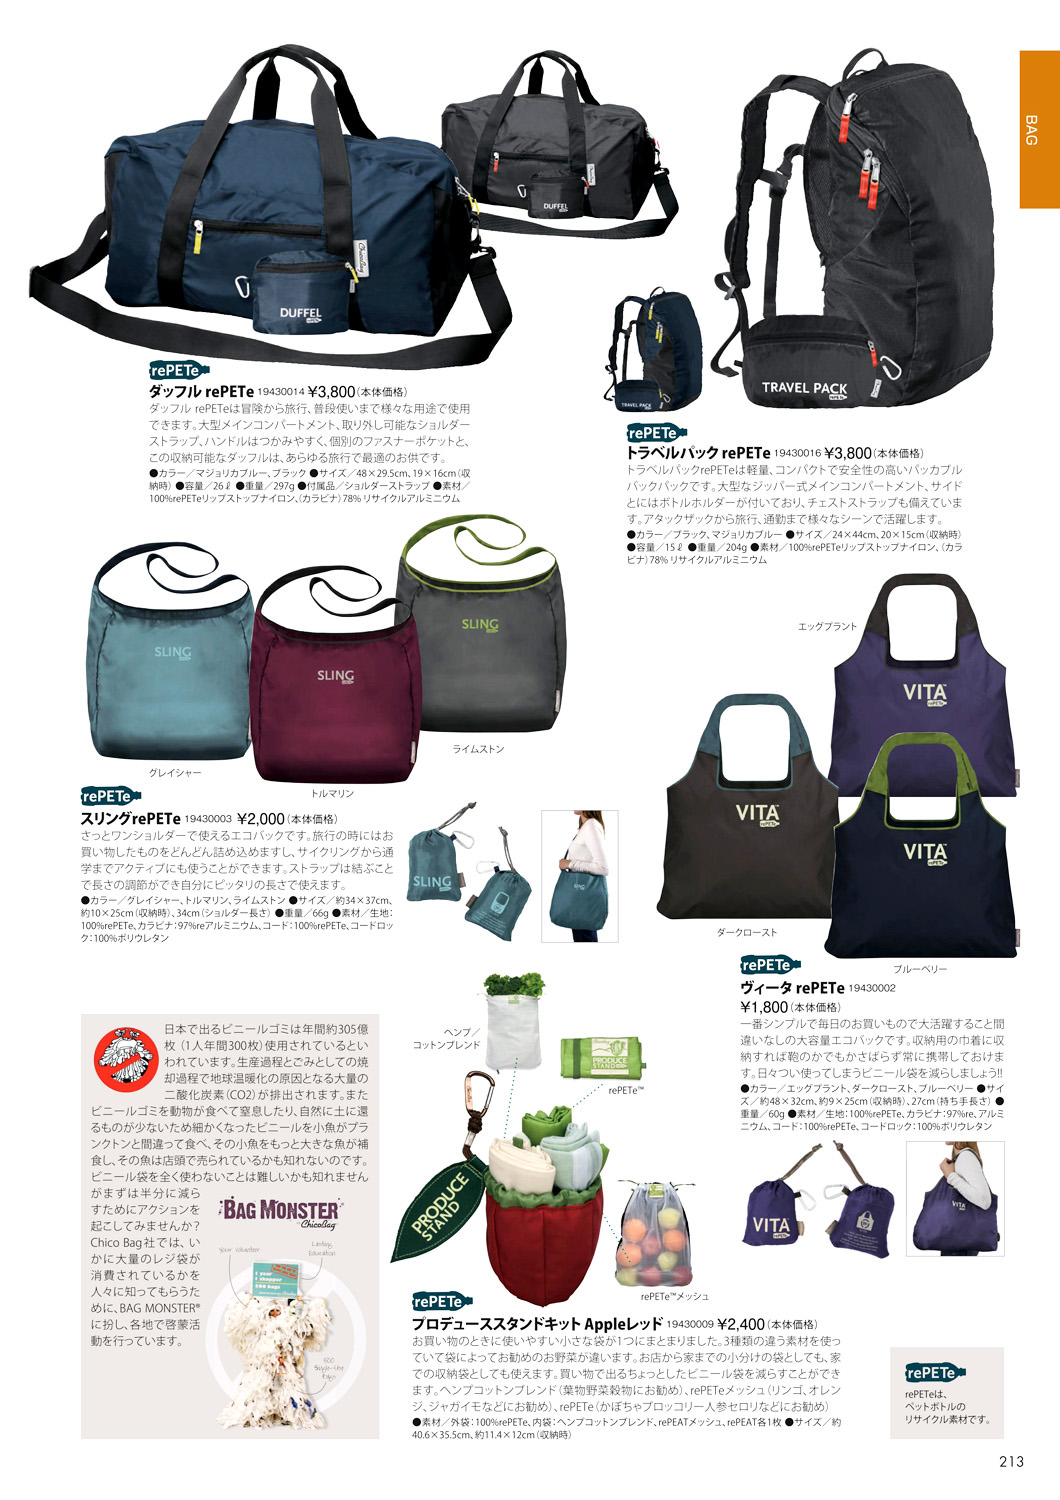 BAG
DUFFEL
ChicoBag
DUFFEL
TRAVEL PACK
rePETe
TRAVEL PACK
rePETe
ダッフル rePETe 19430014 ¥3,800(本体価格)
ダッフル rePETeは冒険から旅行、普段使いまで様々な用途で使用
できます。大型メインコンパートメント、取り外し可能なショルダー
ストラップ、ハンドルはつかみやすく、個別のファスナーポケットと、
この収納可能なダッフルは、あらゆる旅行で最適のお供です。
●カラー／マジョリカブルー、ブラック ●サイズ／48×29.5cm、19×16cm(収
納時) ●容量／26ℓ ●重量／297g ●付属品／ショルダーストラップ ●素材／
100%rePETeリップストップナイロン、(カラビナ)78%リサイクルアルミニウム
rePETe
トラベルパック rePETe 19430016 ¥3,800(本体価格)
トラベルパックrePETeは軽量、コンパクトで安全性の高いパッカブル
バックパックです。大型なジッパー式メインコンパートメント、サイド
とにはボトルホルダーが付いており、チェストストラップも備えていま
す。アタックザックから旅行、通勤まで様々なシーンで活躍します。
●カラー／ブラック、マジョリカブルー ●サイズ／24×44cm、20×15cm(収納時)
●容量／15ℓ ●重量／204g ●素材／100%rePETeリップストップナイロン、(カラ
ビナ)78%リサイクルアルミニウム
SLING
SLING
SLING
グレイシャー
トルマリン
ライムストン
rePETe
スリングrePETe 19430003 ¥2,000(本体価格)
さっとワンショルダーで使えるエコバックです。旅行の時にはお
買い物したものをどんどん詰め込めますし、サイクリングから通
学までアクティブにも使うことができます。ストラップは結ぶこと
で長さの調節ができ自分にピッタリの長さで使えます。
●カラー／グレイシャー、トルマリン、ライムストン ●サイズ／約34×37cm、
約10×25cm(収納時)、34cm(ショルダー長さ) ●重量／66g ●素材／生地：
100%rePETe、カラビナ：97%reアルミニウム、コード：100%rePETe、コードロッ
ク：100%ポリウレタン
SLING
エッグプラント
VITA™
rePETe
VITA™
rePETe
VITA™
rePETe
ダークロースト
ブルーベリー
rePETe
ヴィータ rePETe 19430002
¥1,800(本体価格)
一番シンプルで毎日のお買いもので大活躍すること間
違いなしの大容量エコバックです。収納用の巾着に収
納すれば鞄のかでもかさばらず常に携帯しておけま
す。日々つい使ってしまうビニール袋を減らしましょう!!
●カラー／エッグプラント、ダークロースト、ブルーベリー ●サイ
ズ／約48×32cm、約9×25cm(収納時)、27cm(持ち手長さ) ●
重量／60g ●素材／生地：100%rePETe、カラビナ：97%re、アルミ
ニウム、コード：100%rePETe、コードロック：100%ポリウレタン
VITA
日本で出るビニールゴミは年間約305億
枚 (1人年間300枚)使用されているとい
われています。生産過程とごみとしての焼
却過程で地球温暖化の原因となる大量の
二酸化炭素(CO2)が排出されます。また
ビニールゴミを動物が食べて窒息したり、自然に土に還
るものが少ないため細かくなったビニールを小魚がプラ
ンクトンと間違って食べ、その小魚をもっと大きな魚が補
食し、その魚は店頭で売られているかも知れないのです。
ビニール袋を全く使わないことは難しいかも知れません
がまずは半分に減ら
すためにアクションを
起こしてみませんか？
Chico Bag社では、い
かに大量のレジ袋が
消費されているかを
人々に知ってもらうた
めに、BAG MONSTER®
に扮し、各地で啓蒙活
動を行っています。
BAG MONSTER™
by ChicoBag
Your Volunteer
Lasting
Education
1 year
1 shopper
500 bags
500
Single-Use
Bags
ヘンプ／
コットンブレンド
PRODUCE
STAND
rePETe™
PRODUCE
STAND
rePETe™メッシュ
rePETe
プロデューススタンドキット Appleレッド 19430009 ¥2,400(本体価格)
お買い物のときに使いやすい小さな袋が1つにまとまりました。3種類の違う素材を使っ
ていて袋によってお勧めのお野菜が違います。お店から家までの小分けの袋としても、家
での収納袋としても使えます。買い物で出るちょっとしたビニール袋を減らすことができ
ます。ヘンプコットンブレンド(葉物野菜穀物にお勧め)、rePETeメッシュ(リンゴ、オレン
ジ、ジャガイモなどにお勧め)、rePETe(かぼちゃブロッコリー人参セロリなどにお勧め)
●素材／外袋：100%rePETe、内袋：ヘンプコットンブレンド、rePEATメッシュ、rePEAT各1枚 ●サイズ／約
40.6×35.5cm、約11.4×12cm(収納時)
rePETe
rePETeは、
ペットボトルの
リサイクル素材です。
213